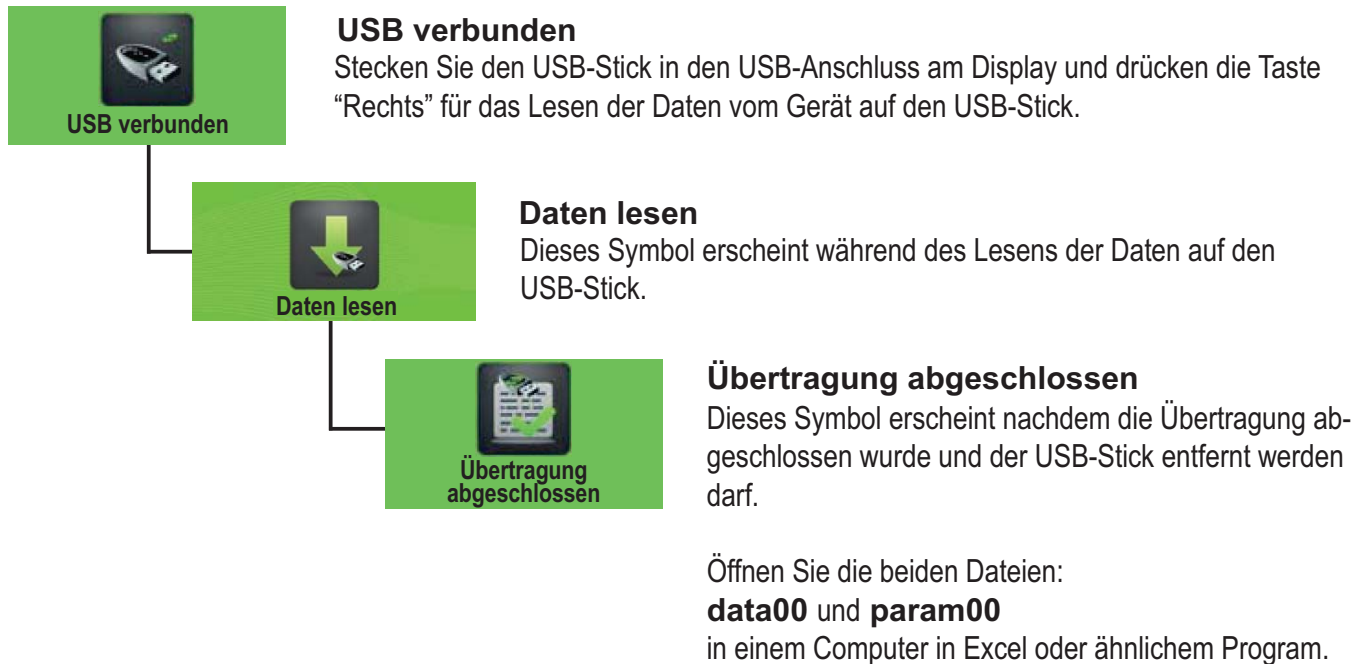 USB verbunden
USB verbunden
Stecken Sie den USB-Stick in den USB-Anschluss am Display und drücken die Taste
“Rechts” für das Lesen der Daten vom Gerät auf den USB-Stick.
Daten lesen
Daten lesen
Dieses Symbol erscheint während des Lesens der Daten auf den
USB-Stick.
Übertragung
abgeschlossen
Übertragung abgeschlossen
Dieses Symbol erscheint nachdem die Übertragung ab-
geschlossen wurde und der USB-Stick entfernt werden
darf.
Öffnen Sie die beiden Dateien:
data00 und param00
in einem Computer in Excel oder ähnlichem Program.